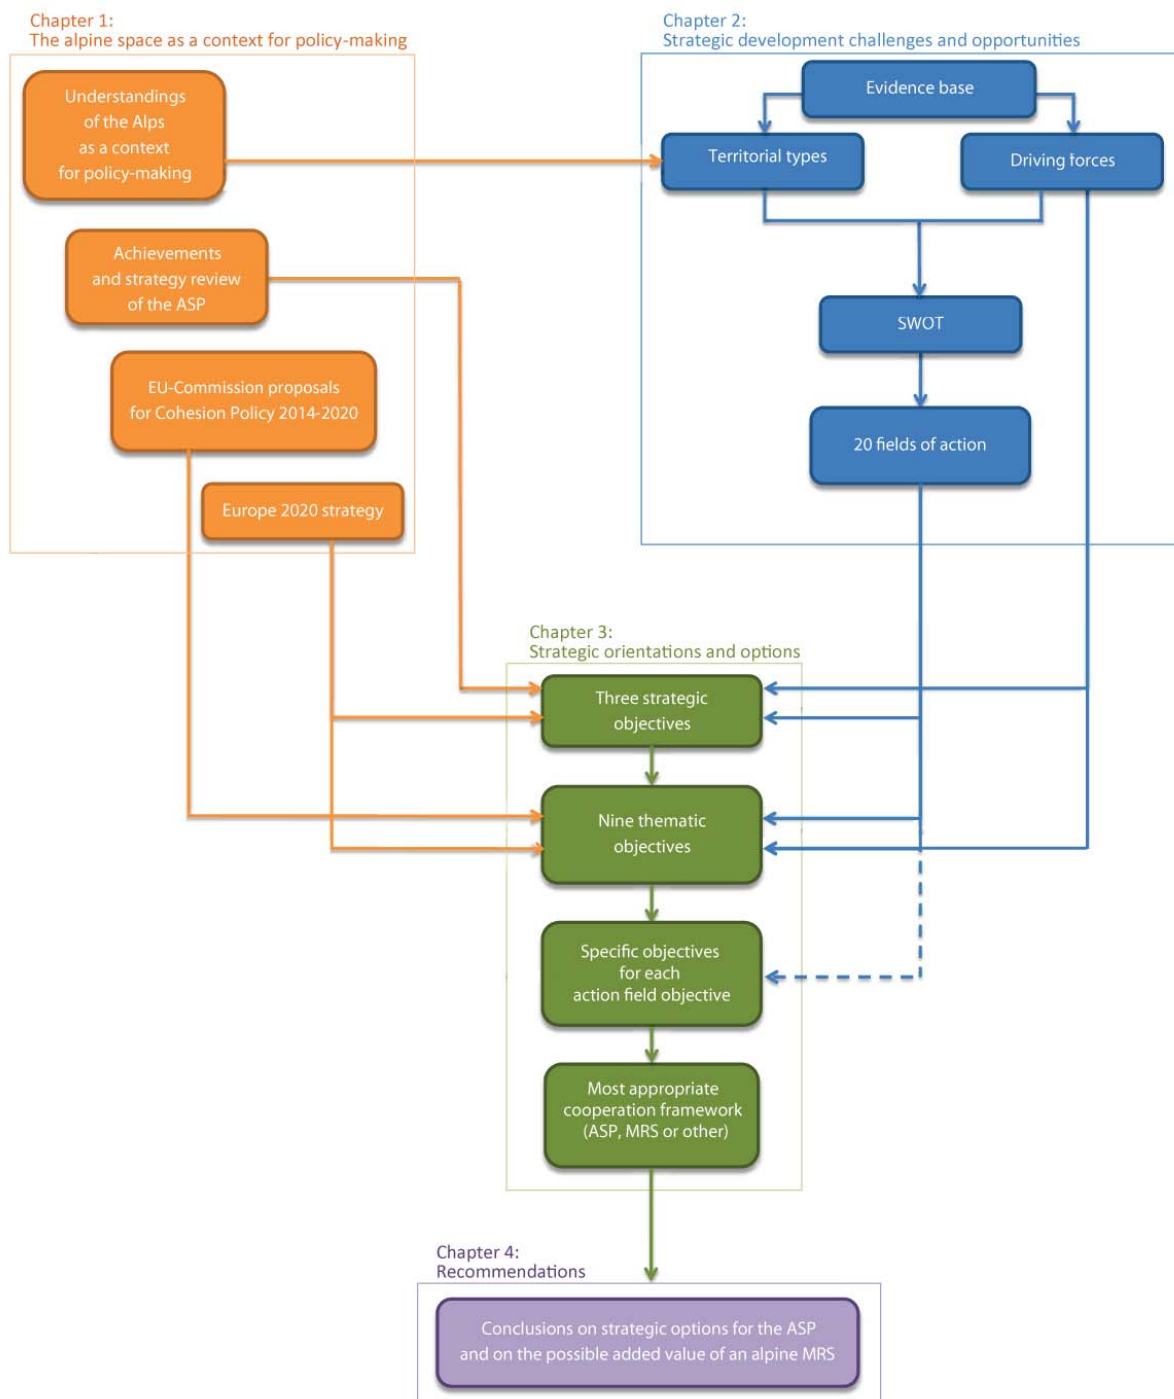 Chapter 1:
The alpine space as a context for policy-making
Understandings
of the Alps
as a context
for policy-making
Achievements
and strategy review
of the ASP
EU-Commission proposals
for Cohesion Policy 2014-2020
Europe 2020 strategy
Chapter 2:
Strategic development challenges and opportunities
Evidence base
Territorial types
Driving forces
SWOT
20 fields of action
Chapter 3:
Strategic orientations and options
Three strategic
objectives
Nine thematic
objectives
Specific objectives
for each
action field objective
Most appropriate
cooperation framework
(ASP, MRS or other)
Chapter 4:
Recommendations
Conclusions on strategic options for the ASP
and on the possible added value of an alpine MRS